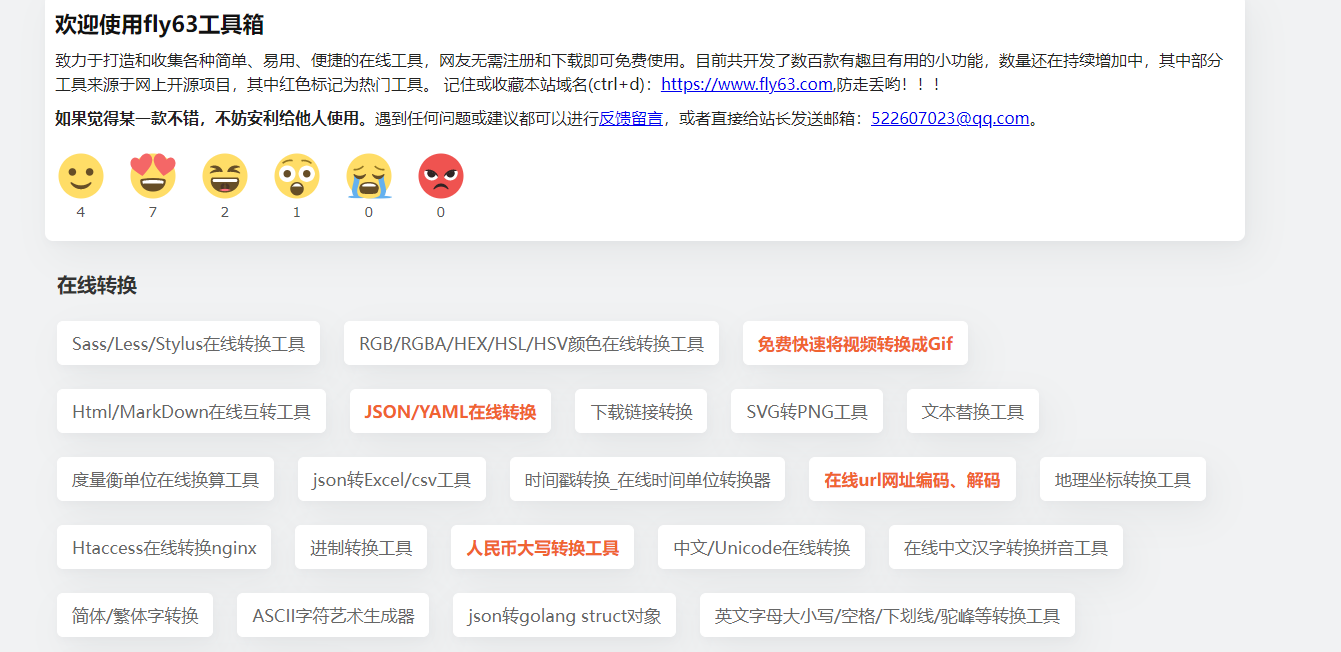 欢迎使用fly63工具箱
致力于打造和收集各种简单、易用、便捷的在线工具，网友无需注册和下载即可免费使用。目前共开发了数百款有趣且有用的小功能，数量还在持续增加中，其中部分
工具来源于网上开源项目，其中红色标记为热门工具。 记住或收藏本站域名(ctrl+d)：https://www.fly63.com,防走丢哟！！！
如果觉得某一款不错，不妨安利给他人使用。遇到任何问题或建议都可以进行反馈留言，或者直接给站长发送邮箱：522607023@qq.com。
4 7 2 1 0 0
在线转换
Sass/Less/Stylus在线转换工具 RGB/RGBA/HEX/HSL/HSV颜色在线转换工具 免费快速将视频转换成Gif
Html/MarkDown在线互转工具 JSON/YAML在线转换 下载链接转换 SVG转PNG工具 文本替换工具
度量衡单位在线换算工具 json转Excel/csv工具 时间戳转换_在线时间单位转换器 在线url网址编码、解码 地理坐标转换工具
Htaccess在线转换nginx 进制转换工具 人民币大写转换工具 中文/Unicode在线转换 在线中文汉字转换拼音工具
简体/繁体字转换 ASCII字符艺术生成器 json转golang struct对象 英文字母大小写/空格/下划线/驼峰等转换工具